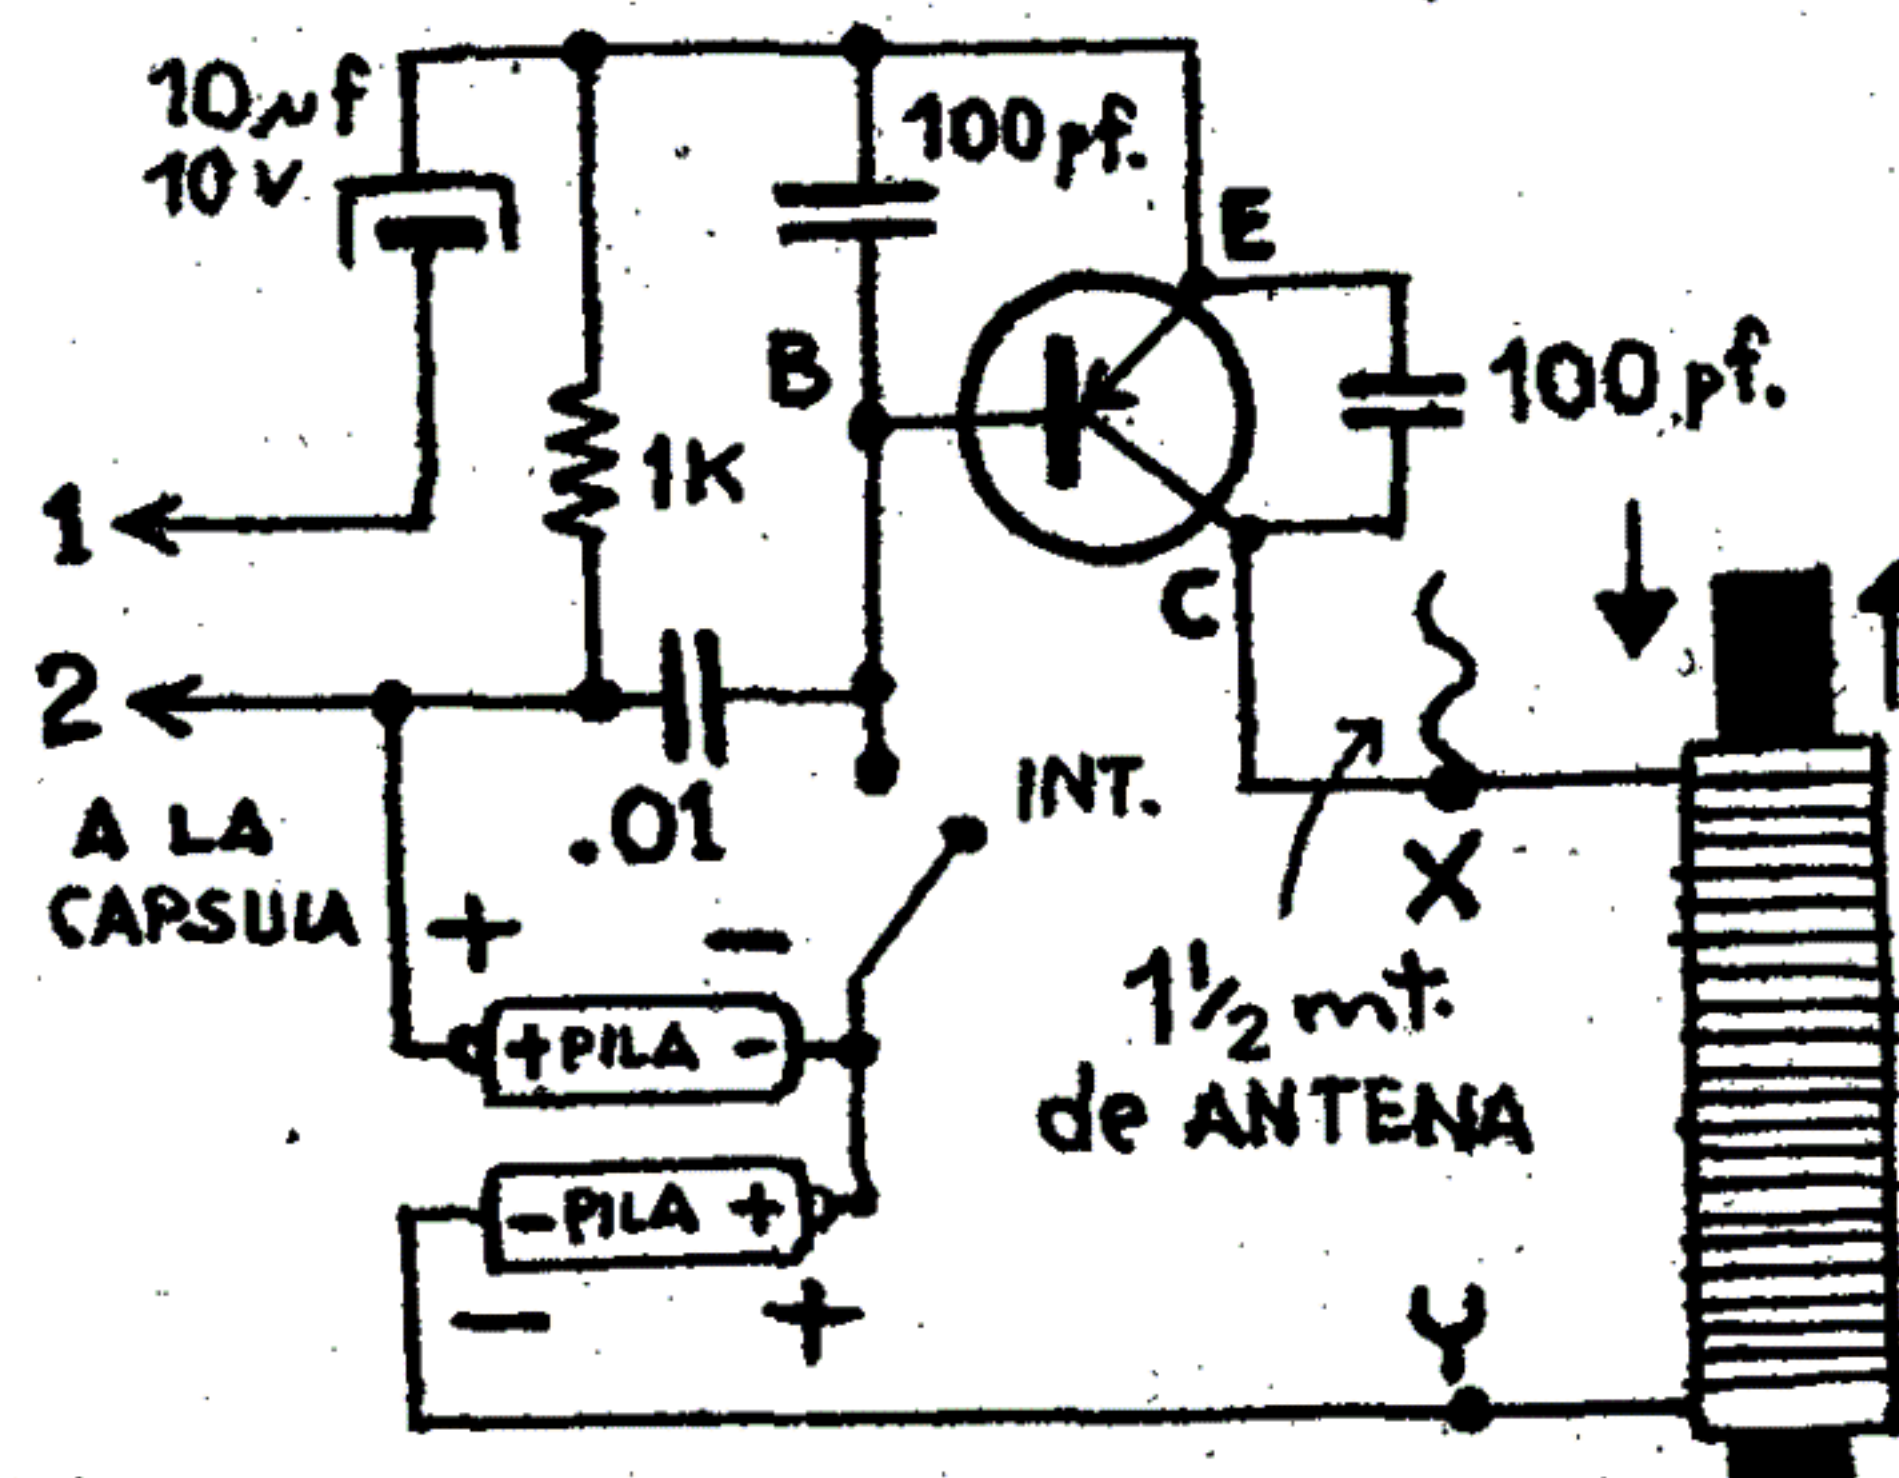 10µf
10V
100pf.
E
B
100pf.
1K
1
C
2
INT.
.01
X
A LA
CAPSULA
+
-
1½ mt.
de ANTENA
+PILA -
-PILA +
-
+
Y